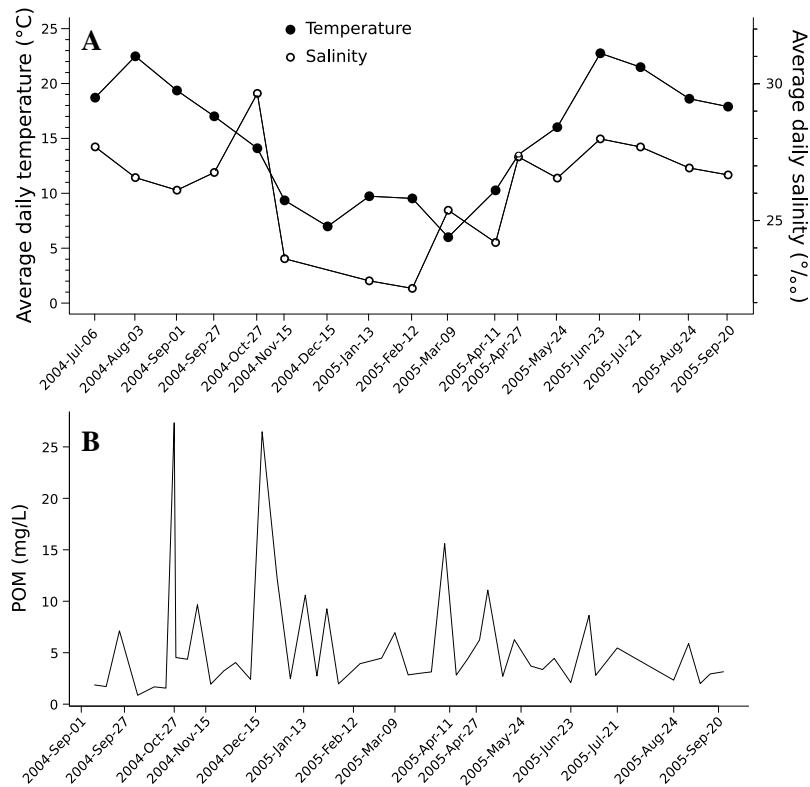 A
Temperature
Salinity
Average daily temperature (°C)
25
20
15
10
5
0
Average daily salinity (°/₀₀)
30
25
2004-Jul-06
2004-Aug-03
2004-Sep-01
2004-Sep-27
2004-Oct-27
2004-Nov-15
2004-Dec-15
2005-Jan-13
2005-Feb-12
2005-Mar-09
2005-Apr-11
2005-Apr-27
2005-May-24
2005-Jun-23
2005-Jul-21
2005-Aug-24
2005-Sep-20
B
POM (mg/L)
25
20
15
10
5
0
2004-Sep-01
2004-Sep-27
2004-Oct-27
2004-Nov-15
2004-Dec-15
2005-Jan-13
2005-Feb-12
2005-Mar-09
2005-Apr-11
2005-Apr-27
2005-May-24
2005-Jun-23
2005-Jul-21
2005-Aug-24
2005-Sep-20